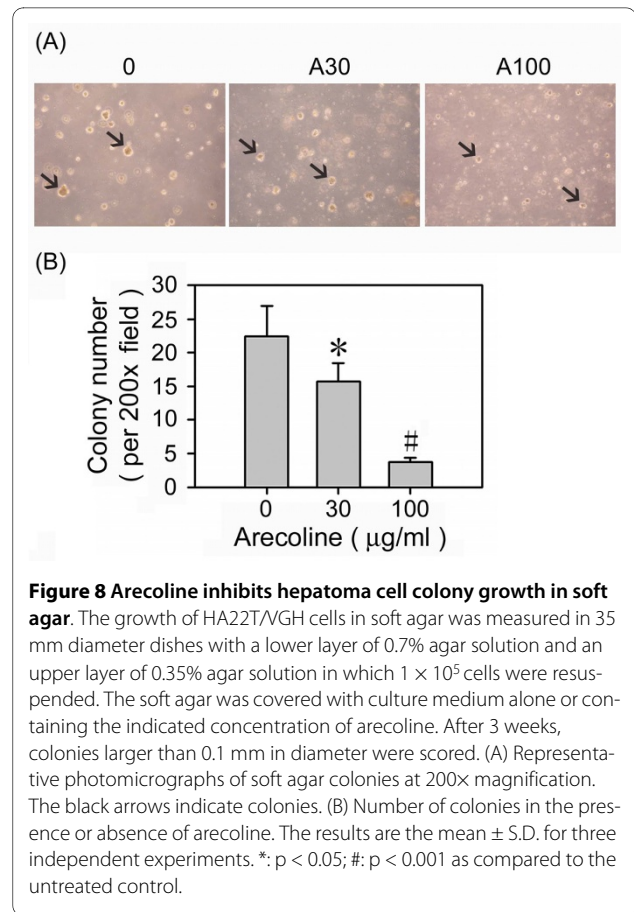 (A)
0 A30 A100
(B)
Colony number
( per 200x field )
30
25
20
15
10
5
0
*
#
0 30 100
Arecoline ( μg/ml )
Figure 8 Arecoline inhibits hepatoma cell colony growth in soft
agar. The growth of HA22T/VGH cells in soft agar was measured in 35
mm diameter dishes with a lower layer of 0.7% agar solution and an
upper layer of 0.35% agar solution in which 1 × 10⁵ cells were resus-
pended. The soft agar was covered with culture medium alone or con-
taining the indicated concentration of arecoline. After 3 weeks,
colonies larger than 0.1 mm in diameter were scored. (A) Representa-
tive photomicrographs of soft agar colonies at 200× magnification.
The black arrows indicate colonies. (B) Number of colonies in the pres-
ence or absence of arecoline. The results are the mean ± S.D. for three
independent experiments. *: p < 0.05; #: p < 0.001 as compared to the
untreated control.